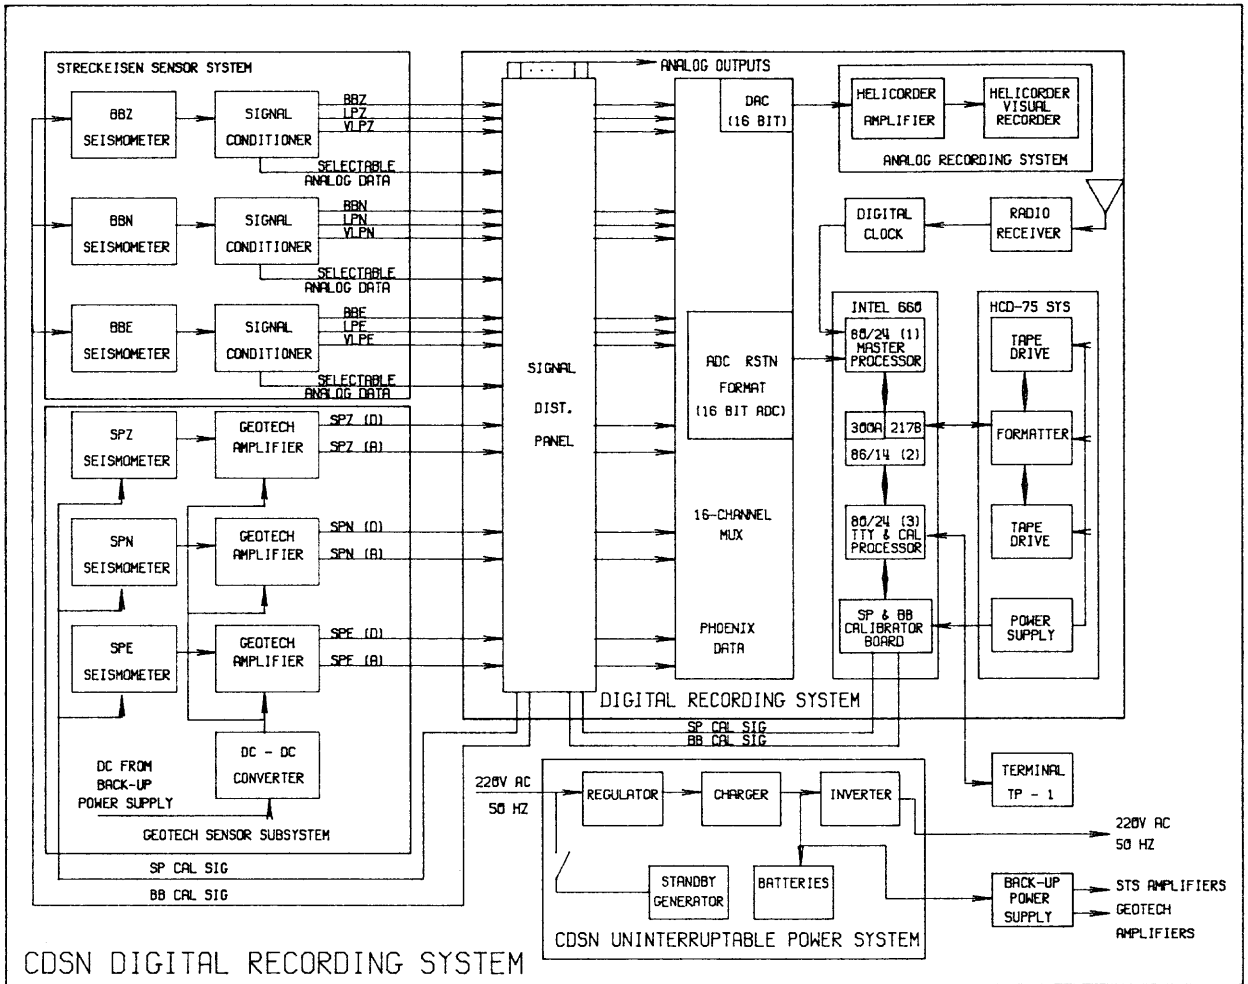 STRECKEISEN SENSOR SYSTEM
BBZ
SEISMOMETER
SIGNAL
CONDITIONER
BBZ
LPZ
VLPZ
SELECTABLE
ANALOG DATA
BBN
SEISMOMETER
SIGNAL
CONDITIONER
BBN
LPN
VLPN
SELECTABLE
ANALOG DATA
BBE
SEISMOMETER
SIGNAL
CONDITIONER
BBE
LPE
VLPE
SELECTABLE
ANALOG DATA
SPZ
SEISMOMETER
GEOTECH
AMPLIFIER
SPZ (D)
SPZ (A)
SPN
SEISMOMETER
GEOTECH
AMPLIFIER
SPN (D)
SPN (A)
SPE
SEISMOMETER
GEOTECH
AMPLIFIER
SPE (D)
SPE (A)
DC - DC
CONVERTER
DC FROM
BACK-UP
POWER SUPPLY
GEOTECH SENSOR SUBSYSTEM
SP CAL SIG
BB CAL SIG
...
ANALOG OUTPUTS
SIGNAL
DIST.
PANEL
DAC
(16 BIT)
ADC RSTN
FORMAT
(16 BIT ADC)
16-CHANNEL
MUX
PHOENIX
DATA
HELICORDER
AMPLIFIER
HELICORDER
VISUAL
RECORDER
ANALOG RECORDING SYSTEM
DIGITAL
CLOCK
RADIO
RECEIVER
INTEL 660
80/24 (1)
MASTER
PROCESSOR
300A 217B
86/14 (2)
80/24 (3)
TTY & CAL
PROCESSOR
SP & BB
CALIBRATOR
BOARD
HCD-75 SYS
TAPE
DRIVE
FORMATTER
TAPE
DRIVE
POWER
SUPPLY
DIGITAL RECORDING SYSTEM
SP CAL SIG
BB CAL SIG
TERMINAL
TP - 1
220V AC
50 HZ
REGULATOR
CHARGER
INVERTER
STANDBY
GENERATOR
BATTERIES
CDSN UNINTERRUPTABLE POWER SYSTEM
220V AC
50 HZ
BACK-UP
POWER
SUPPLY
STS AMPLIFIERS
GEOTECH
AMPLIFIERS
CDSN DIGITAL RECORDING SYSTEM